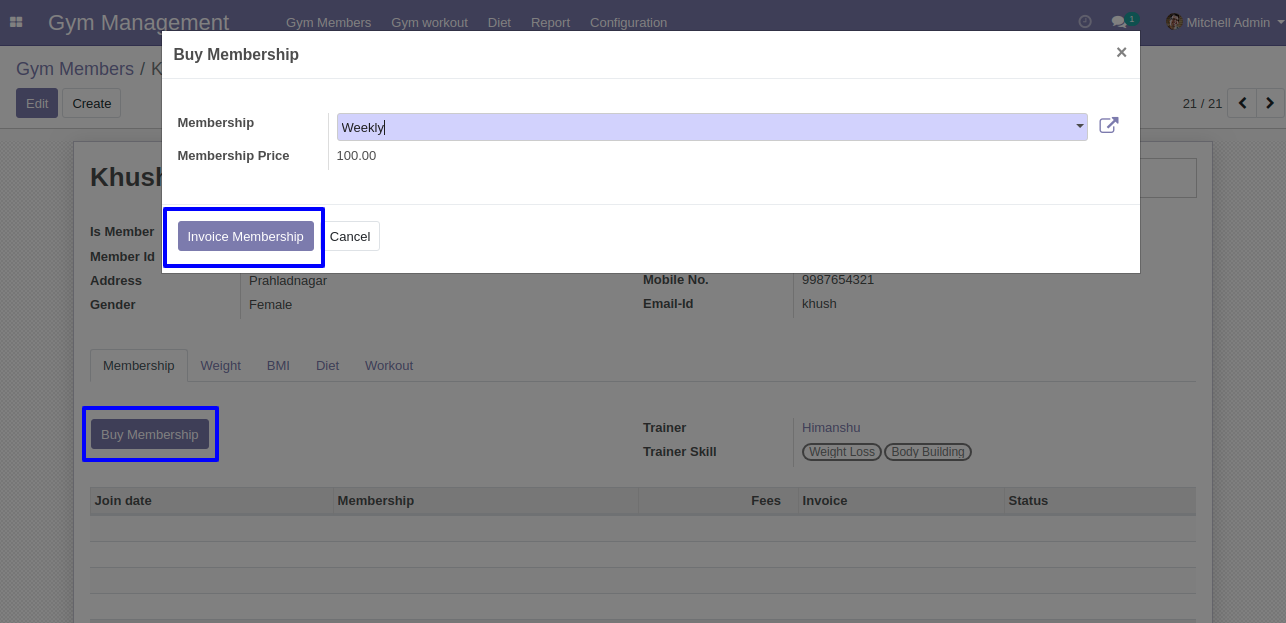 Gym Management Gym Members Gym workout Diet Report Configuration 1 Mitchell Admin
Buy Membership ×
Gym Members / K
Edit Create 21 / 21
Membership Weekly
Membership Price 100.00
Khush
Invoice Membership Cancel
Is Member
Member Id
Address Prahladnagar Mobile No. 9987654321
Gender Female Email-Id khush
Membership Weight BMI Diet Workout
Buy Membership Trainer Himanshu
Trainer Skill Weight Loss Body Building
Join date Membership Fees Invoice Status